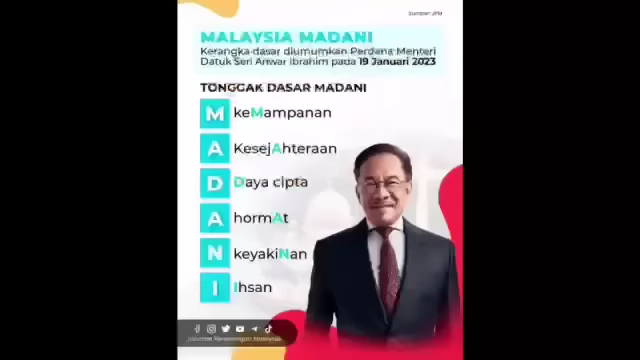 Sumber: JPM
MALAYSIA MADANI
Kerangka dasar diumumkan Perdana Menteri
Datuk Seri Anwar Ibrahim pada 19 Januari 2023
TONGGAK DASAR MADANI
M keMampanan
A KesejAhteraan
D Daya cipta
A hormAt
N keyakiNan
I Ihsan